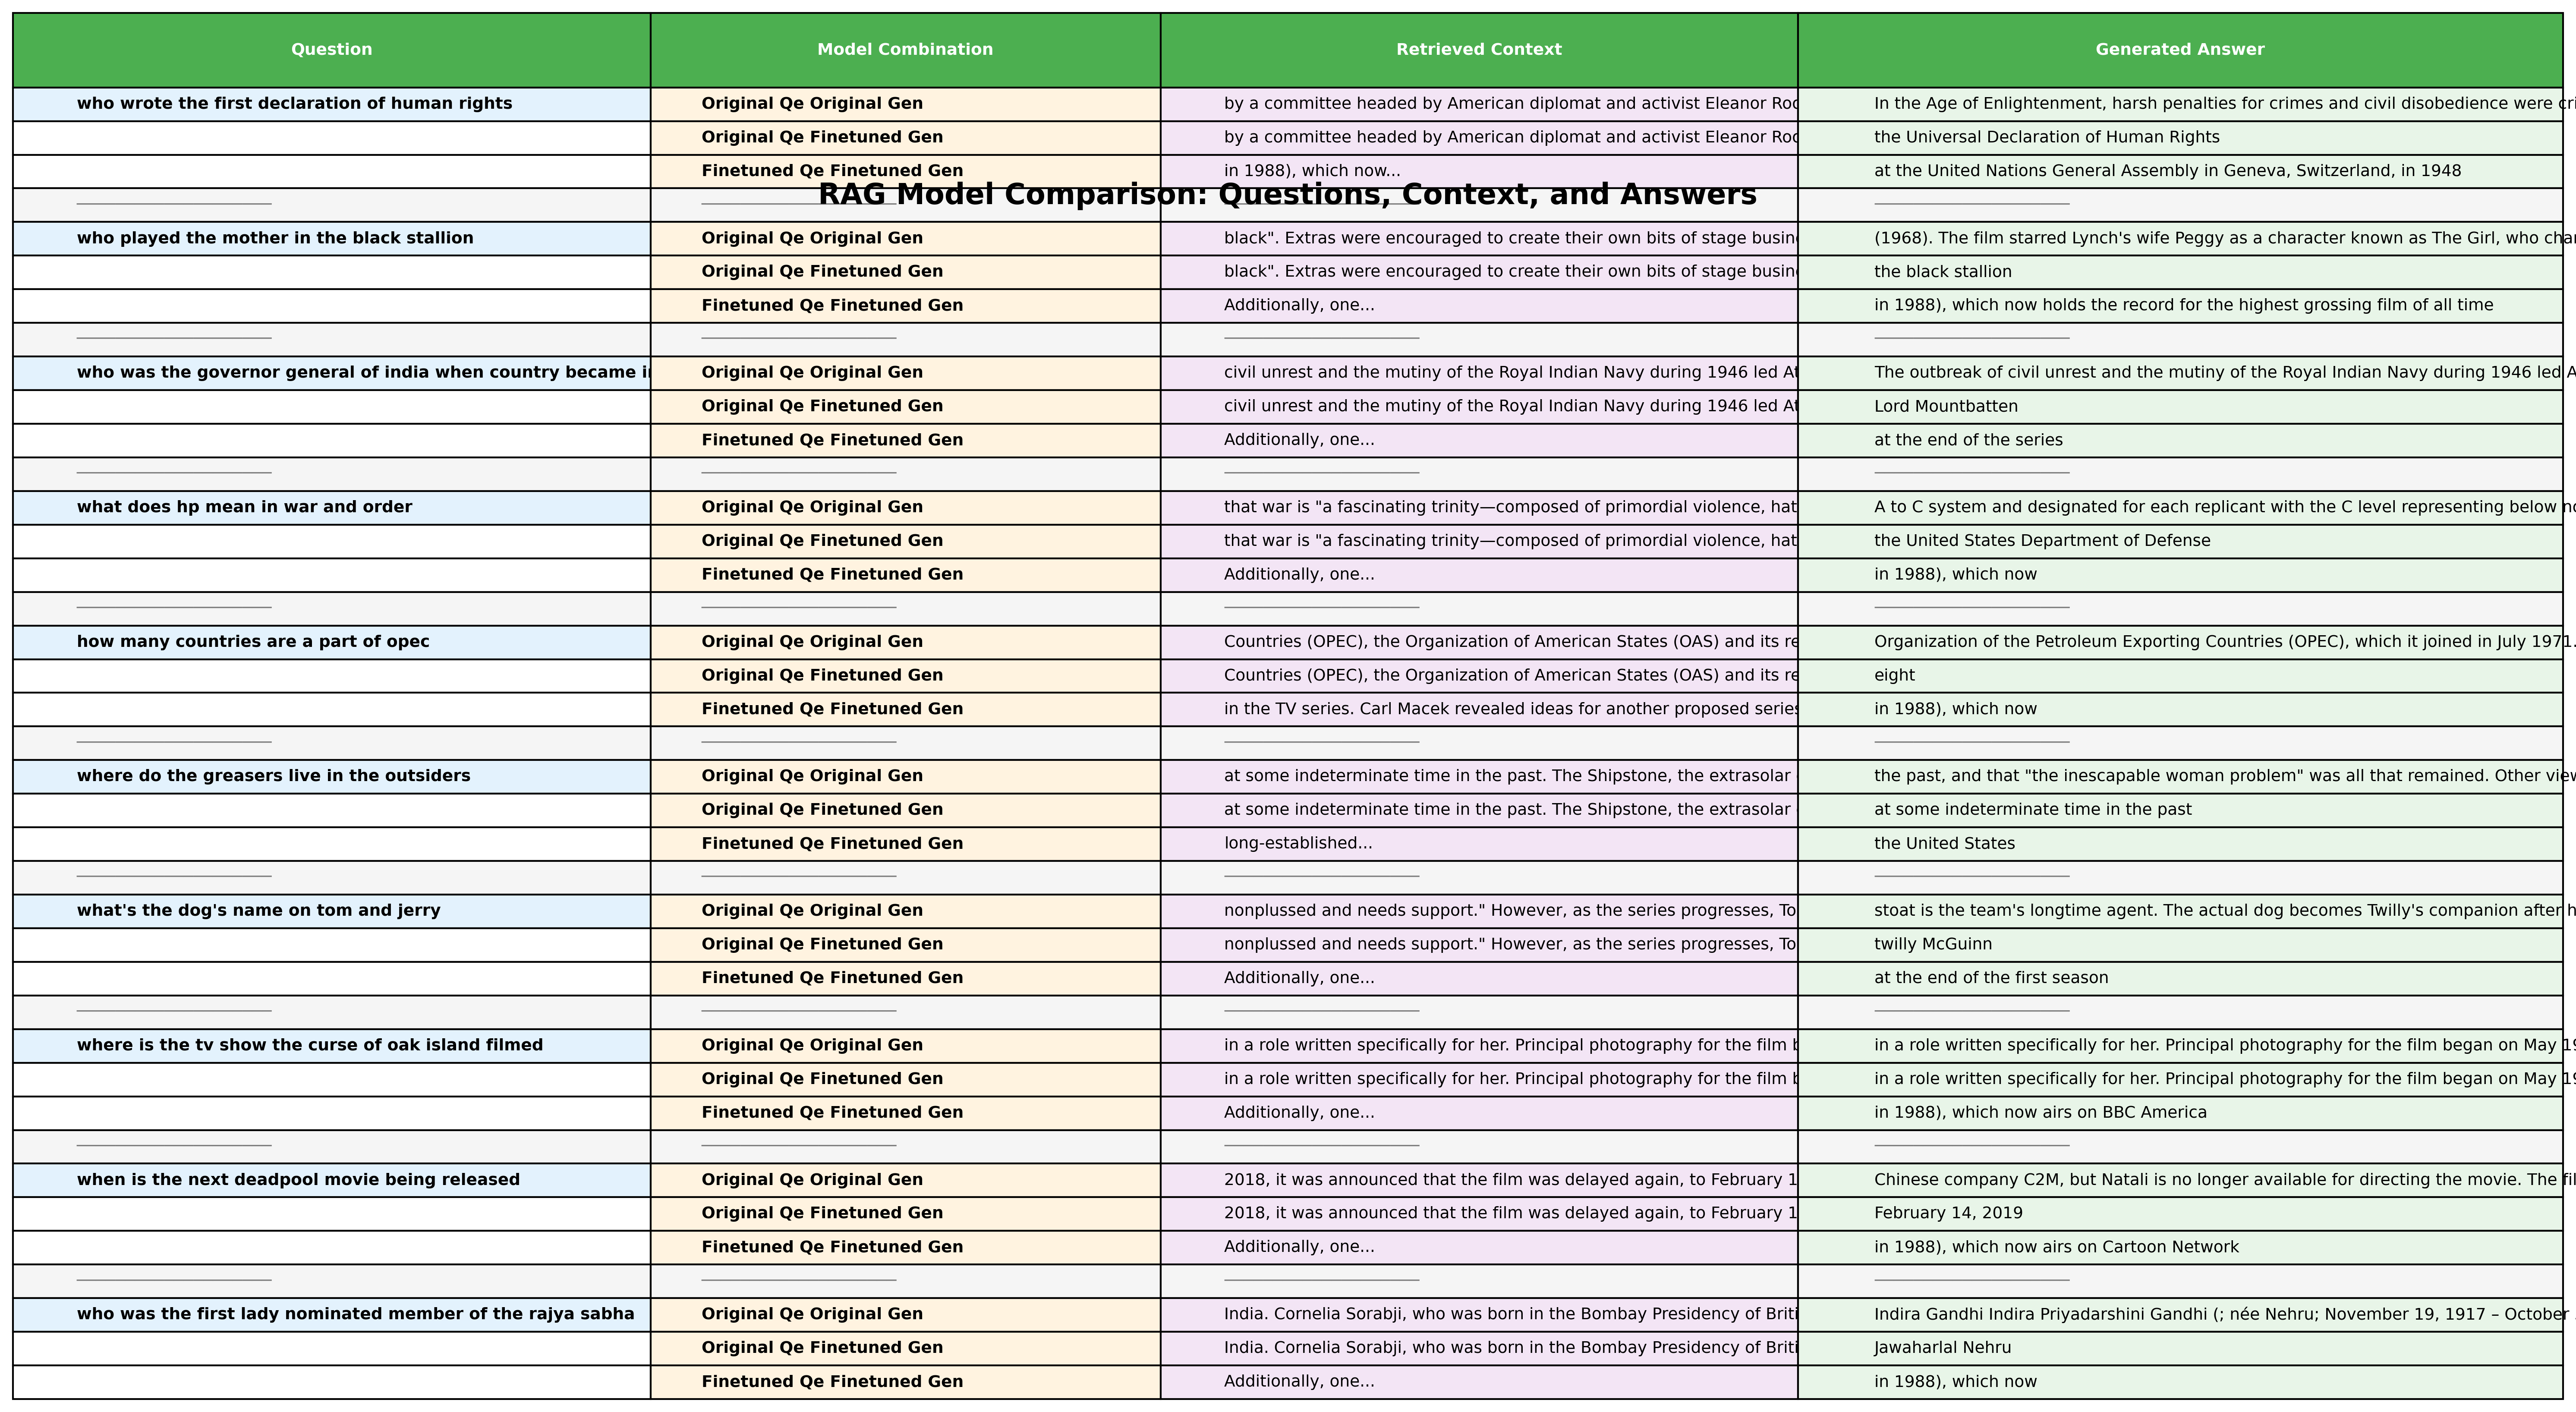 Question Model Combination Retrieved Context Generated Answer
who wrote the first declaration of human rights Original Qe Original Gen by a committee headed by American diplomat and activist Eleanor In the Age of Enlightenment, harsh penalties for crimes and civil disobedience were
Original Qe Finetuned Gen by a committee headed by American diplomat and activist Eleanor the Universal Declaration of Human Rights
Finetuned Qe Finetuned Gen in 1988), which now... at the United Nations General Assembly in Geneva, Switzerland, in 1948
RAG Model Comparison: Questions, Context, and Answers
who played the mother in the black stallion Original Qe Original Gen black". Extras were encouraged to create their own bits of stage (1968). The film starred Lynch's wife Peggy as a character known as The Girl, who
Original Qe Finetuned Gen black". Extras were encouraged to create their own bits of stage the black stallion
Finetuned Qe Finetuned Gen Additionally, one... in 1988), which now holds the record for the highest grossing film of all time
who was the governor general of india when country became Original Qe Original Gen civil unrest and the mutiny of the Royal Indian Navy during 1946 led The outbreak of civil unrest and the mutiny of the Royal Indian Navy during 1946 led
Original Qe Finetuned Gen civil unrest and the mutiny of the Royal Indian Navy during 1946 led Lord Mountbatten
Finetuned Qe Finetuned Gen Additionally, one... at the end of the series
what does hp mean in war and order Original Qe Original Gen that war is "a fascinating trinity—composed of primordial violence, A to C system and designated for each replicant with the C level representing below
Original Qe Finetuned Gen that war is "a fascinating trinity—composed of primordial violence, the United States Department of Defense
Finetuned Qe Finetuned Gen Additionally, one... in 1988), which now
how many countries are a part of opec Original Qe Original Gen Countries (OPEC), the Organization of American States (OAS) and its Organization of the Petroleum Exporting Countries (OPEC), which it joined in July 1971.
Original Qe Finetuned Gen Countries (OPEC), the Organization of American States (OAS) and its eight
Finetuned Qe Finetuned Gen in the TV series. Carl Macek revealed ideas for another proposed series in 1988), which now
where do the greasers live in the outsiders Original Qe Original Gen at some indeterminate time in the past. The Shipstone, the extrasolar the past, and that "the inescapable woman problem" was all that remained. Other
Original Qe Finetuned Gen at some indeterminate time in the past. The Shipstone, the extrasolar at some indeterminate time in the past
Finetuned Qe Finetuned Gen long-established... the United States
what's the dog's name on tom and jerry Original Qe Original Gen nonplussed and needs support." However, as the series progresses, stoat is the team's longtime agent. The actual dog becomes Twilly's companion after
Original Qe Finetuned Gen nonplussed and needs support." However, as the series progresses, twilly McGuinn
Finetuned Qe Finetuned Gen Additionally, one... at the end of the first season
where is the tv show the curse of oak island filmed Original Qe Original Gen in a role written specifically for her. Principal photography for the film in a role written specifically for her. Principal photography for the film began on May
Original Qe Finetuned Gen in a role written specifically for her. Principal photography for the film in a role written specifically for her. Principal photography for the film began on May
Finetuned Qe Finetuned Gen Additionally, one... in 1988), which now airs on BBC America
when is the next deadpool movie being released Original Qe Original Gen 2018, it was announced that the film was delayed again, to February Chinese company C2M, but Natali is no longer available for directing the movie. The
Original Qe Finetuned Gen 2018, it was announced that the film was delayed again, to February February 14, 2019
Finetuned Qe Finetuned Gen Additionally, one... in 1988), which now airs on Cartoon Network
who was the first lady nominated member of the rajya sabha Original Qe Original Gen India. Cornelia Sorabji, who was born in the Bombay Presidency of Indira Gandhi Indira Priyadarshini Gandhi (; née Nehru; November 19, 1917 – October
Original Qe Finetuned Gen India. Cornelia Sorabji, who was born in the Bombay Presidency of Jawaharlal Nehru
Finetuned Qe Finetuned Gen Additionally, one... in 1988), which now